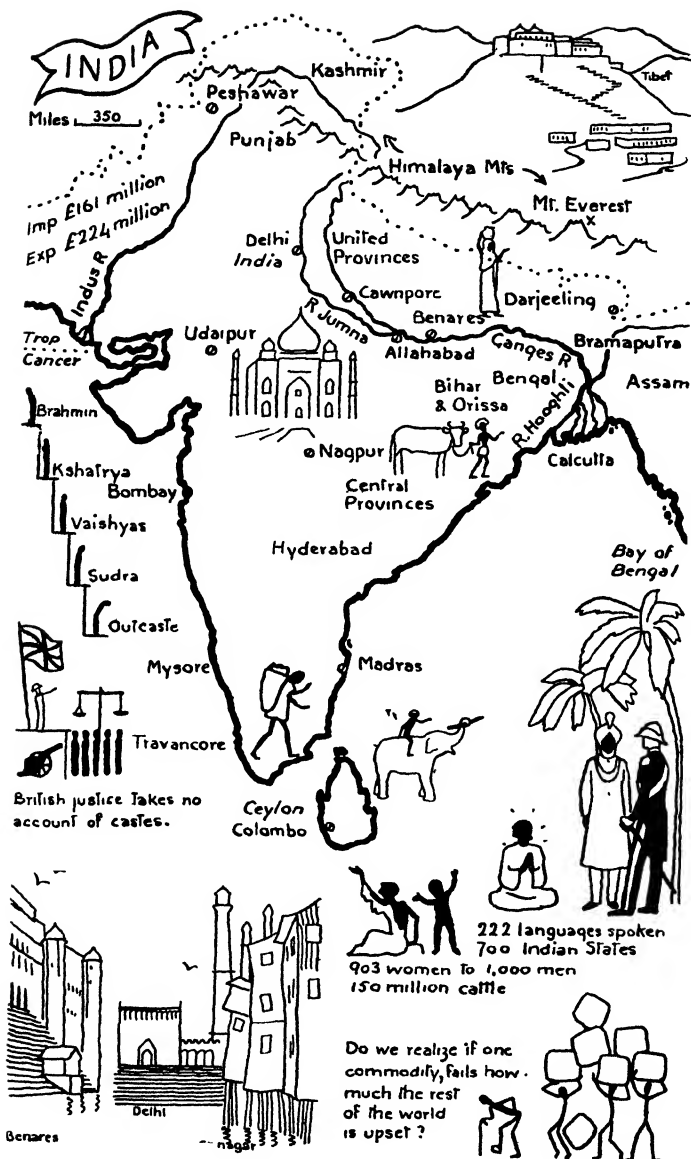 INDIA
Kashmir
Tibet
Peshawar
Miles 350
Punjab
Himalaya Mts
Imp £161 million
Exp £224 million
Mt. Everest
Delhi
India
United
Provinces
Indus R
Cawnpore
Darjeeling
R Jumna
Benares
Trop
Cancer
Udaipur
Allahabad
Ganges R
Bramaputra
Bihar
& Orissa
Bengal
Assam
R. Hooghli
Brahmin
Nagpur
Calcutta
Kshatrya
Bombay
Central
Provinces
Vaishyas
Hyderabad
Bay of
Bengal
Sudra
Outcaste
Mysore
Madras
Travancore
British justice takes no
account of castes.
Ceylon
Colombo
222 languages spoken
700 Indian States
903 women to 1,000 men
150 million cattle
Do we realize if one
commodity, fails how
much the rest
of the world
is upset ?
Delhi
Benares
nagar